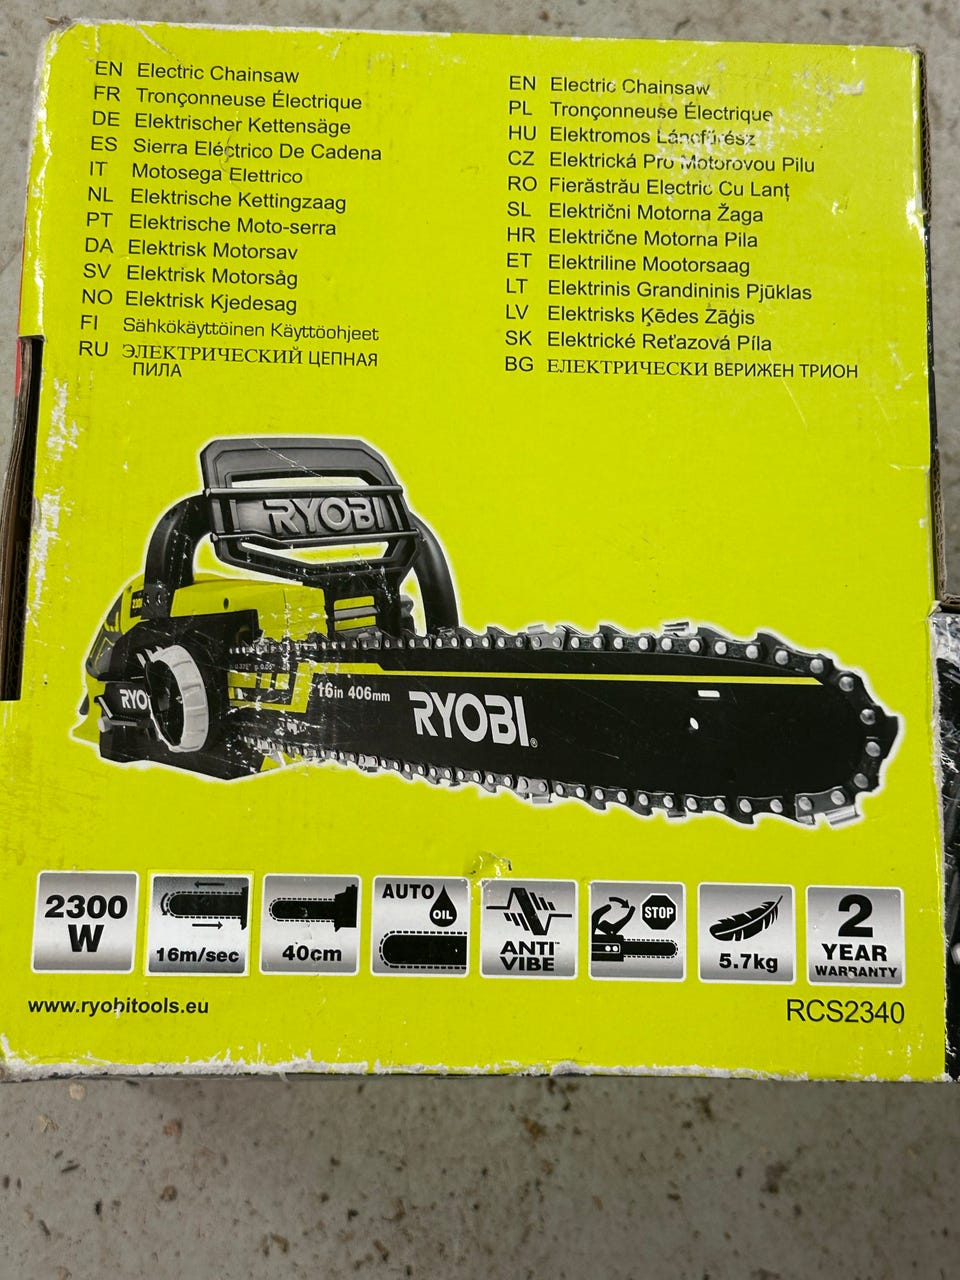 EN Electric Chainsaw
FR Tronçonneuse Électrique
DE Elektrischer Kettensäge
ES Sierra Eléctrico De Cadena
IT Motosega Elettrico
NL Elektrische Kettingzaag
PT Elektrische Moto-serra
DA Elektrisk Motorsav
SV Elektrisk Motorsåg
NO Elektrisk Kjedesag
FI Sähkökäyttöinen Käyttöohjeet
RU ЭЛЕКТРИЧЕСКИЙ ЦЕПНАЯ
ПИЛА
EN Electric Chainsaw
PL Tronçonneuse Électrique
HU Elektromos Láncfűrész
CZ Elektrická Pro Motorovou Pilu
RO Fierăstrău Electric Cu Lanţ
SL Električni Motorna Žaga
HR Električne Motorna Pila
ET Elektriline Mootorsaag
LT Elektrinis Grandininis Pjūklas
LV Elektrisks Ķēdes Zāģis
SK Elektrické Reťazová Píla
BG ЕЛЕКТРИЧЕСКИ ВЕРИЖЕН ТРИОН
RYOBI
RYO
16in 406mm
RYOBI®
2300
W
16m/sec
40cm
AUTO
OIL
ANTI™
VIBE
STOP
5.7kg
2
YEAR
WARRANTY
www.ryobitools.eu
RCS2340